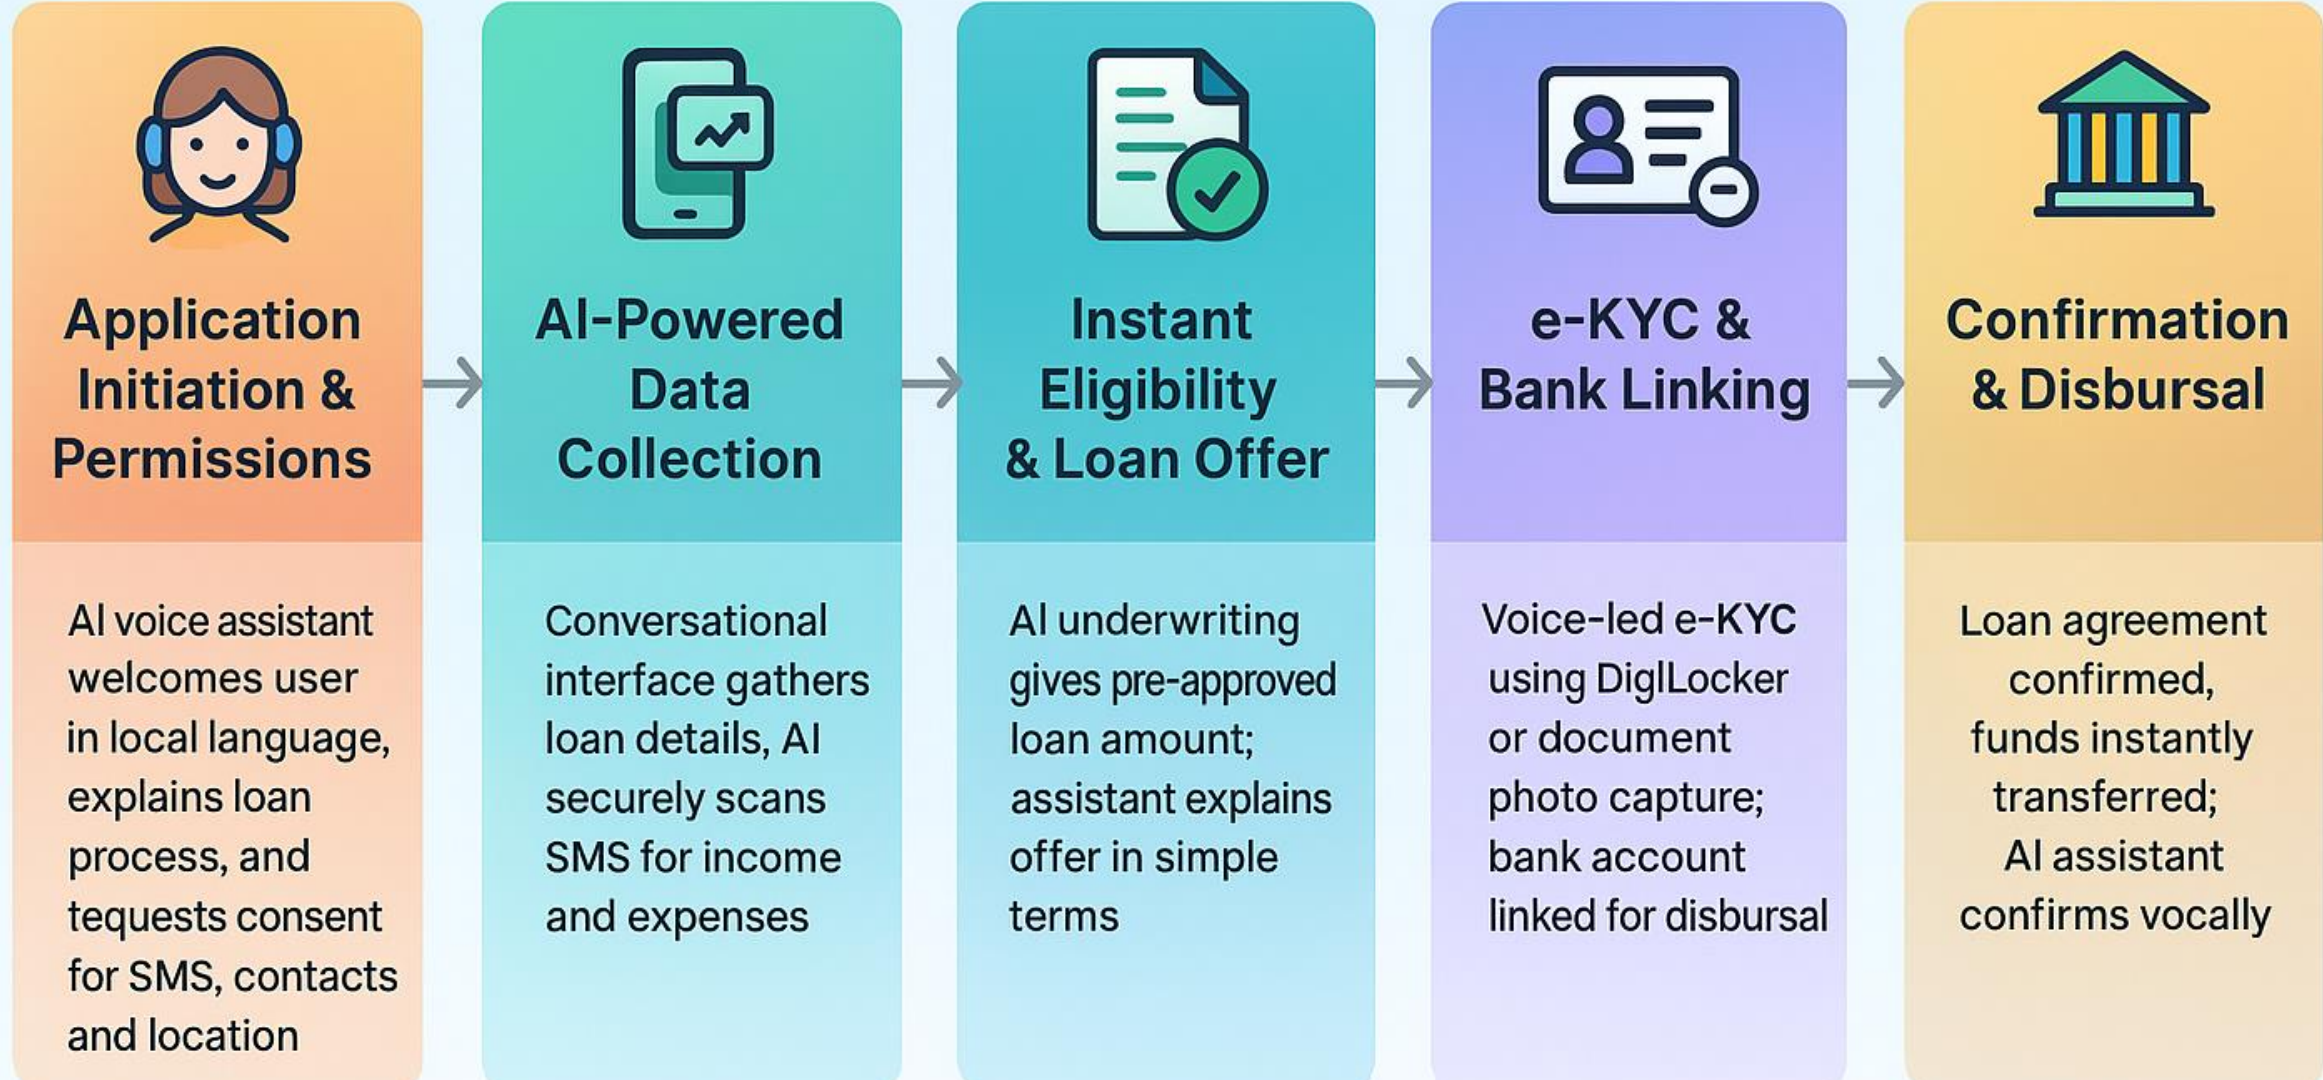 Application
Initiation &
Permissions
AI voice assistant
welcomes user
in local language,
explains loan
process, and
tequests consent
for SMS, contacts
and location
AI-Powered
Data
Collection
Conversational
interface gathers
loan details, AI
securely scans
SMS for income
and expenses
Instant
Eligibility
& Loan Offer
AI underwriting
gives pre-approved
loan amount;
assistant explains
offer in simple
terms
e-KYC &
Bank Linking
Voice-led e-KYC
using DiglLocker
or document
photo capture;
bank account
linked for disbursal
Confirmation
& Disbursal
Loan agreement
confirmed,
funds instantly
transferred;
AI assistant
confirms vocally